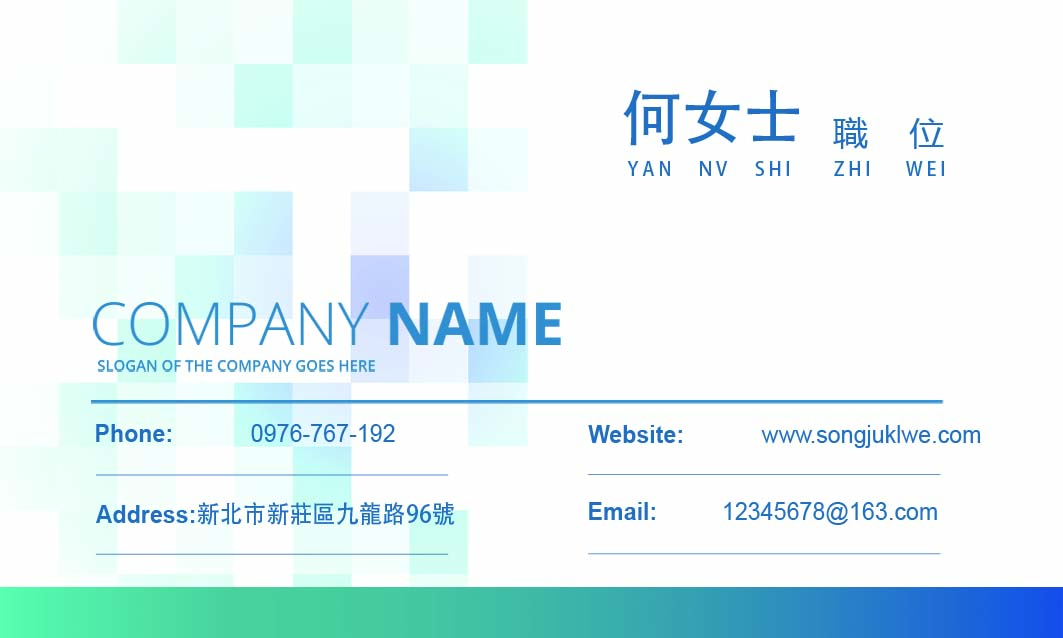 何女士 職 位
YAN NV SHI ZHI WEI
COMPANY NAME
SLOGAN OF THE COMPANY GOES HERE
Phone: 0976-767-192
Website: www.songjuklwe.com
Address:新北市新莊區九龍路96號
Email: 12345678@163.com